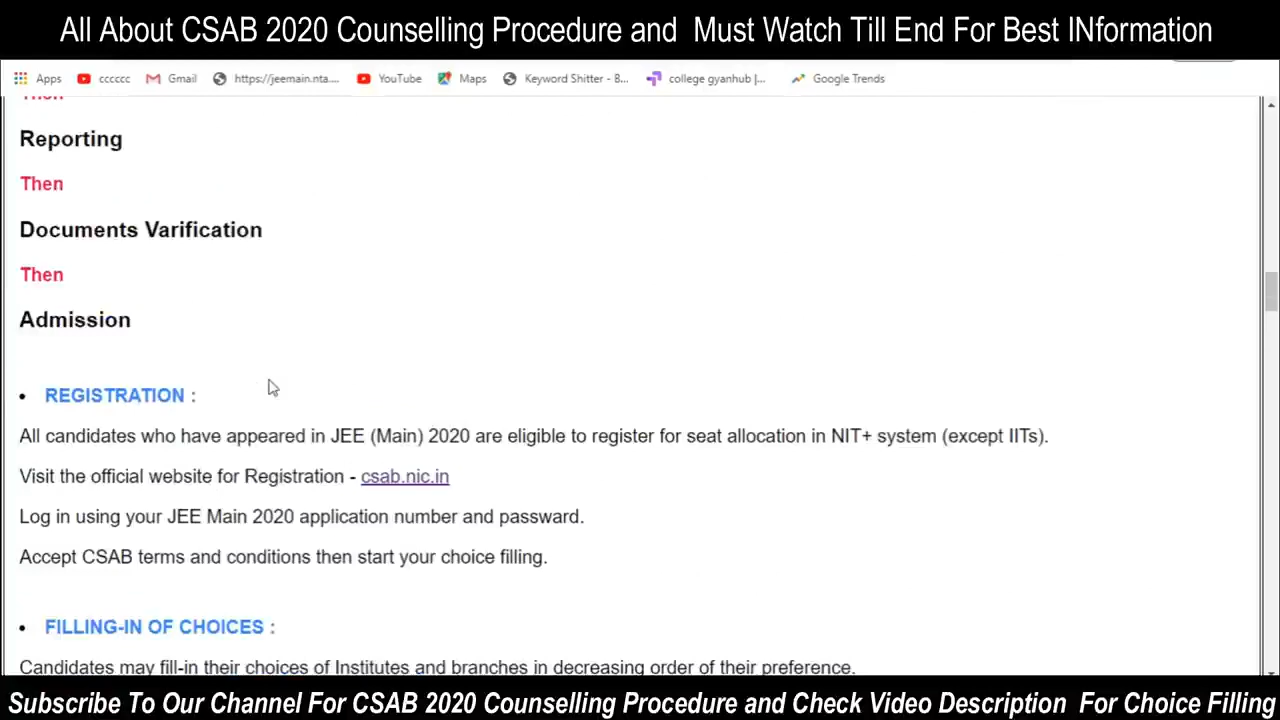 All About CSAB 2020 Counselling Procedure and Must Watch Till End For Best INformation
Apps cccccc Gmail https://jeemain.nta.... YouTube Maps Keyword Shitter - B... college gyanhub |... Google Trends
Then
Reporting
Then
Documents Varification
Then
Admission
• REGISTRATION :
All candidates who have appeared in JEE (Main) 2020 are eligible to register for seat allocation in NIT+ system (except IITs).
Visit the official website for Registration - csab.nic.in
Log in using your JEE Main 2020 application number and passward.
Accept CSAB terms and conditions then start your choice filling.
• FILLING-IN OF CHOICES :
Candidates may fill-in their choices of Institutes and branches in decreasing order of their preference.
Subscribe To Our Channel For CSAB 2020 Counselling Procedure and Check Video Description For Choice Filling